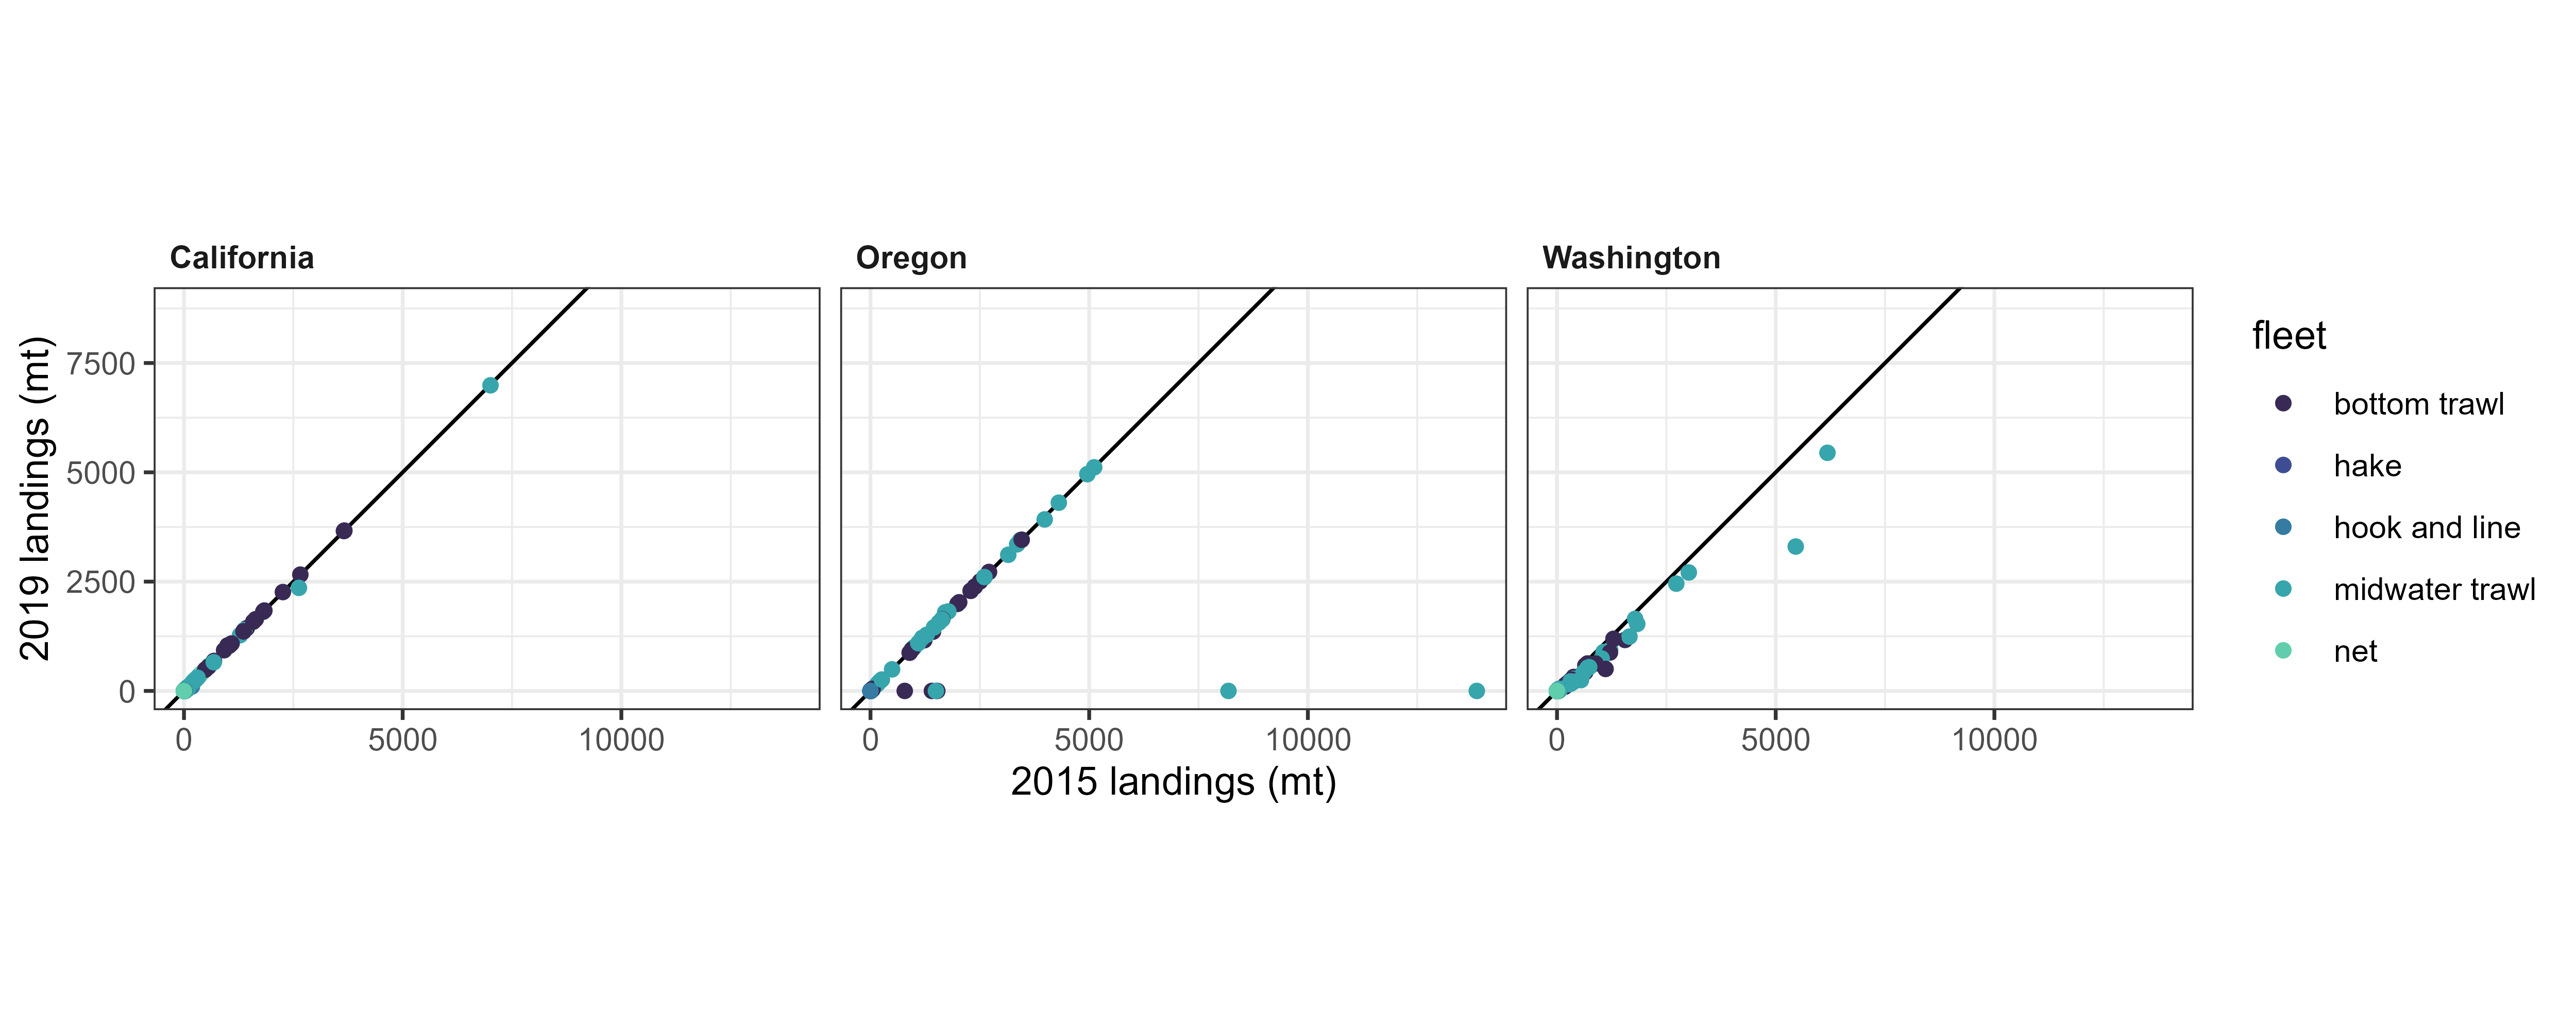 California
Oregon
Washington
2019 landings (mt)
7500
5000
2500
0
0 5000 10000
0 5000 10000
0 5000 10000
2015 landings (mt)
fleet
bottom trawl
hake
hook and line
midwater trawl
net